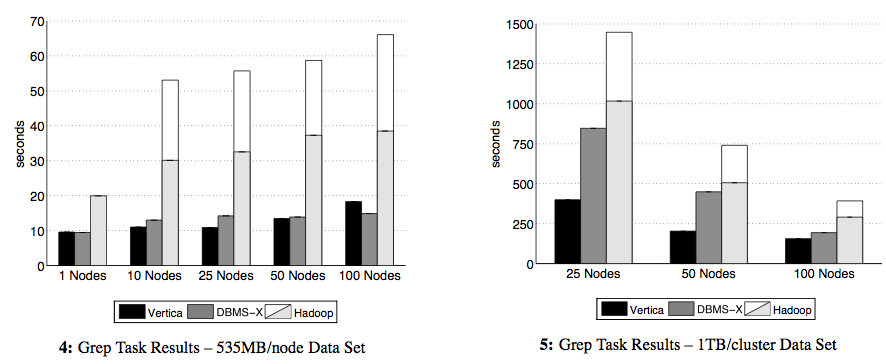 70
60
50
40
30
20
10
0
seconds
1 Nodes 10 Nodes 25 Nodes 50 Nodes 100 Nodes
Vertica DBMS−X Hadoop
4: Grep Task Results – 535MB/node Data Set
1500
1250
1000
750
500
250
0
seconds
25 Nodes 50 Nodes 100 Nodes
Vertica DBMS−X Hadoop
5: Grep Task Results – 1TB/cluster Data Set